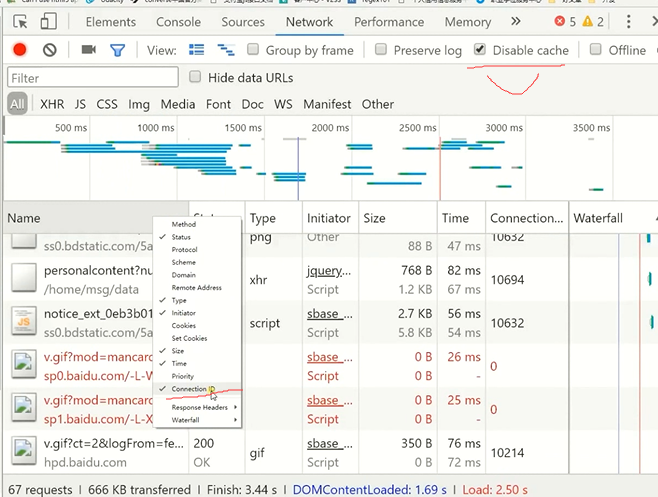 Elements Console Sources Network Performance Memory » 5 2
View: Group by frame Preserve log Disable cache Offline
Filter Hide data URLs
All XHR JS CSS Img Media Font Doc WS Manifest Other
500 ms 1000 ms 1500 ms 2000 ms 2500 ms 3000 ms 3500 ms
Name Type Initiator Size Time Connection... Waterfall
png Other 10632
ss0.bdstatic.com/5a 88 B 47 ms
personalcontent?nu xhr jquery... 768 B 82 ms 10694
/home/msg/data Script 1.2 KB 67 ms
notice_ext_0eb3b01 script sbase_... 2.7 KB 56 ms 10632
ss0.bdstatic.com/5a Script 5.8 KB 54 ms
v.gif?mod=mancard sbase_... 0 B 26 ms 0
sp0.baidu.com/-L-W Script 0 B -
v.gif?mod=mancard sbase_... 0 B 25 ms 0
sp1.baidu.com/-L-X Script 0 B -
v.gif?ct=2&logFrom=fe... 200 gif sbase_... 350 B 76 ms 10214
hpd.baidu.com OK Script 0 B 72 ms
Method
Status
Protocol
Scheme
Domain
Remote Address
Type
Initiator
Cookies
Set Cookies
Size
Time
Priority
Connection ID
Response Headers
Waterfall
67 requests | 666 KB transferred | Finish: 3.44 s | DOMContentLoaded: 1.69 s | Load: 2.50 s